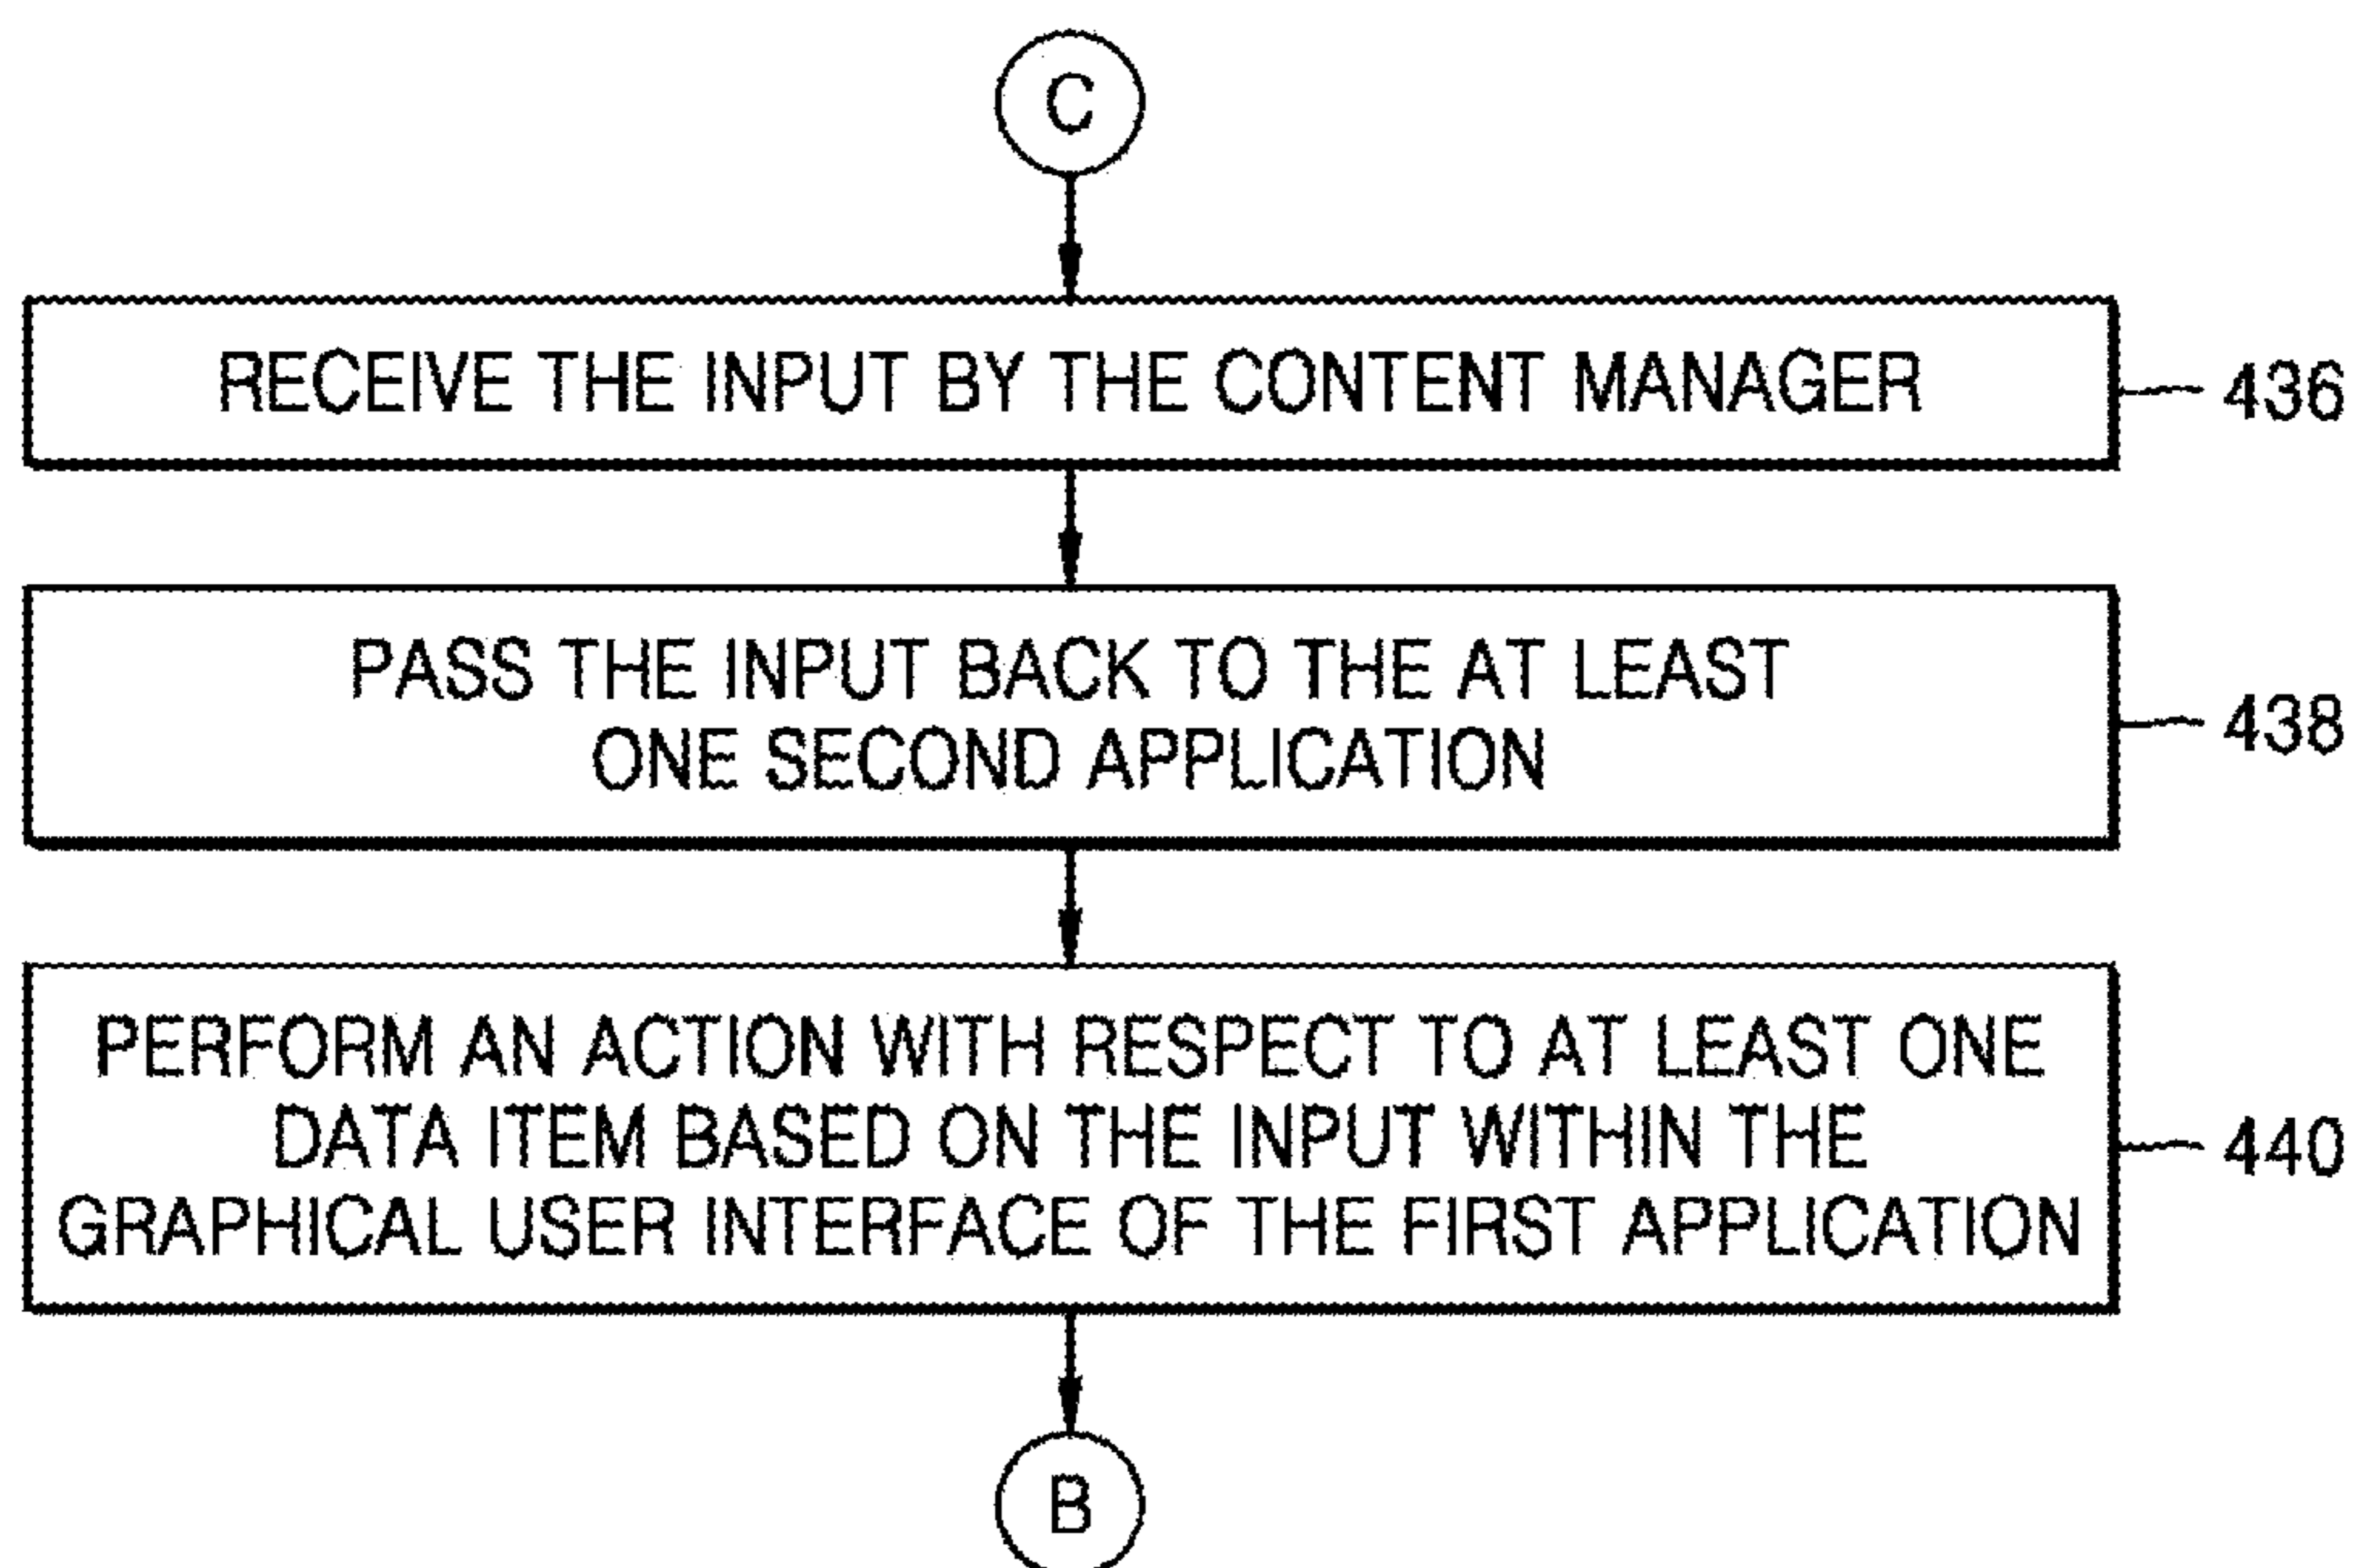 C
RECEIVE THE INPUT BY THE CONTENT MANAGER
436
PASS THE INPUT BACK TO THE AT LEAST
ONE SECOND APPLICATION
438
PERFORM AN ACTION WITH RESPECT TO AT LEAST ONE
DATA ITEM BASED ON THE INPUT WITHIN THE
GRAPHICAL USER INTERFACE OF THE FIRST APPLICATION
440
B